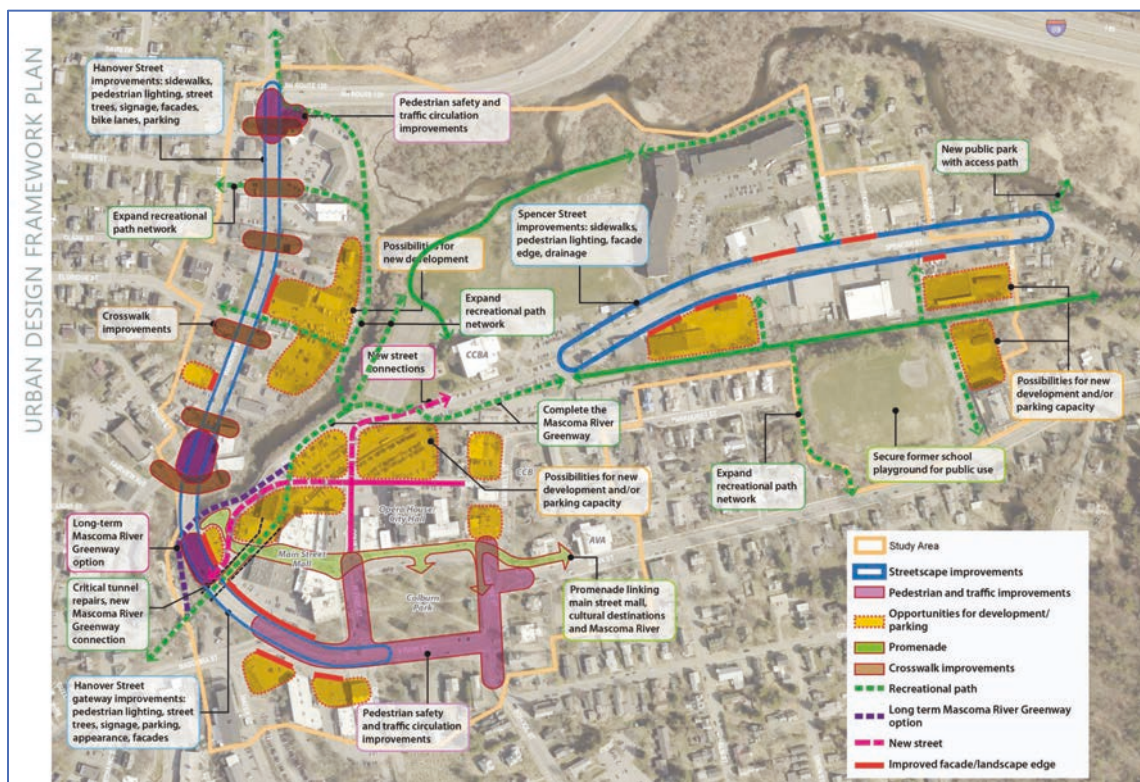 URBAN DESIGN FRAMEWORK PLAN
89
Hanover Street
improvements: sidewalks,
pedestrian lighting, street
trees, signage, facades,
bike lanes, parking
Pedestrian safety and
traffic circulation
improvements
New public park
with access path
Expand recreational
path network
Spencer Street
improvements: sidewalks,
pedestrian lighting, facade
edge, drainage
Possibilities for
new development
Crosswalk
improvements
Expand
recreational path
network
New street
connections
CCBA
Possibilities for new
development and/or
parking capacity
Complete the
Mascoma River
Greenway
CCB
Possibilities for new
development and/or
parking capacity
Expand
recreational path
network
Secure former school
playground for public use
Opera House
City Hall
Long-term
Mascoma River
Greenway
option
Main Street
Mall
AVA
Critical tunnel
repairs, new
Mascoma River
Greenway
connection
Colburn
Park
Promenade linking
main street mall,
cultural destinations
and Mascoma River
Hanover Street
gateway improvements:
pedestrian lighting, street
trees, signage, parking,
appearance, facades
Pedestrian safety
and traffic circulation
improvements
Study Area
Streetscape improvements
Pedestrian and traffic improvements
Opportunities for development/
parking
Promenade
Crosswalk improvements
Recreational path
Long term Mascoma River Greenway
option
New street
Improved facade/landscape edge